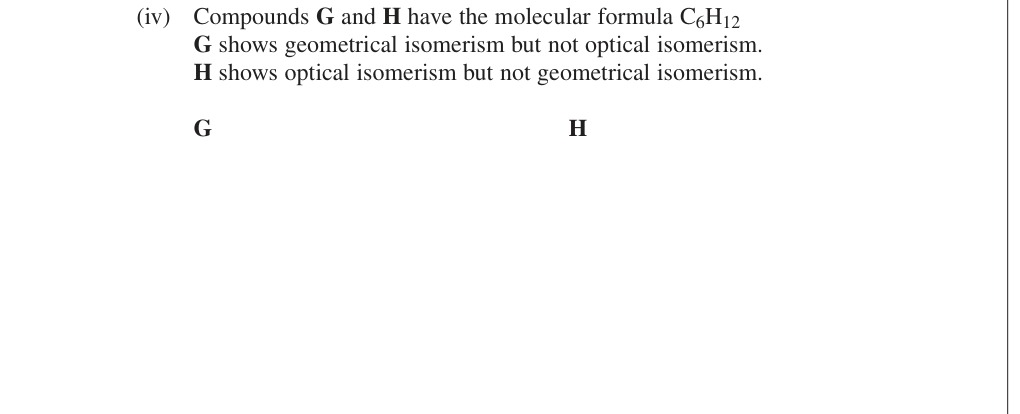 (iv) Compounds G and H have the molecular formula C₆H₁₂
G shows geometrical isomerism but not optical isomerism.
H shows optical isomerism but not geometrical isomerism.
G H